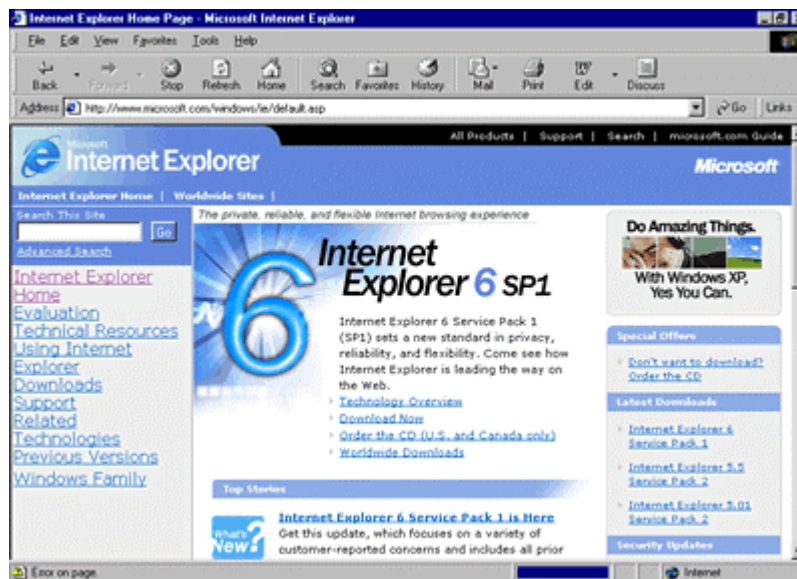 Internet Explorer Home Page - Microsoft Internet Explorer
File Edit View Favorites Tools Help
Back Forward Stop Refresh Home Search Favorites History Mail Print Edit Discuss
Address http://www.microsoft.com/windows/ie/default.asp Go Links
All Products | Support | Search | microsoft.com Guide
Microsoft
Internet Explorer
Microsoft
Internet Explorer Home | Worldwide Sites |
Search This Site
Go
Advanced Search
Internet Explorer
Home
Evaluation
Technical Resources
Using Internet
Explorer
Downloads
Support
Related
Technologies
Previous Versions
Windows Family
The private, reliable, and flexible Internet browsing experience
6
Internet
Explorer 6 SP1
Internet Explorer 6 Service Pack 1
(SP1) sets a new standard in privacy,
reliability, and flexibility. Come see how
Internet Explorer is leading the way on
the Web.
Technology Overview
Download Now
Order the CD (U.S. and Canada only)
Worldwide Downloads
Top Stories
What's
New?
Internet Explorer 6 Service Pack 1 is Here
Get this update, which focuses on a variety of
customer-reported concerns and includes all prior
Do Amazing Things.
With Windows XP,
Yes You Can.
Special Offers
Don't want to download?
Order the CD
Latest Downloads
Internet Explorer 6
Service Pack 1
Internet Explorer 5.5
Service Pack 2
Internet Explorer 5.01
Service Pack 2
Security Updates
Error on page.
Internet